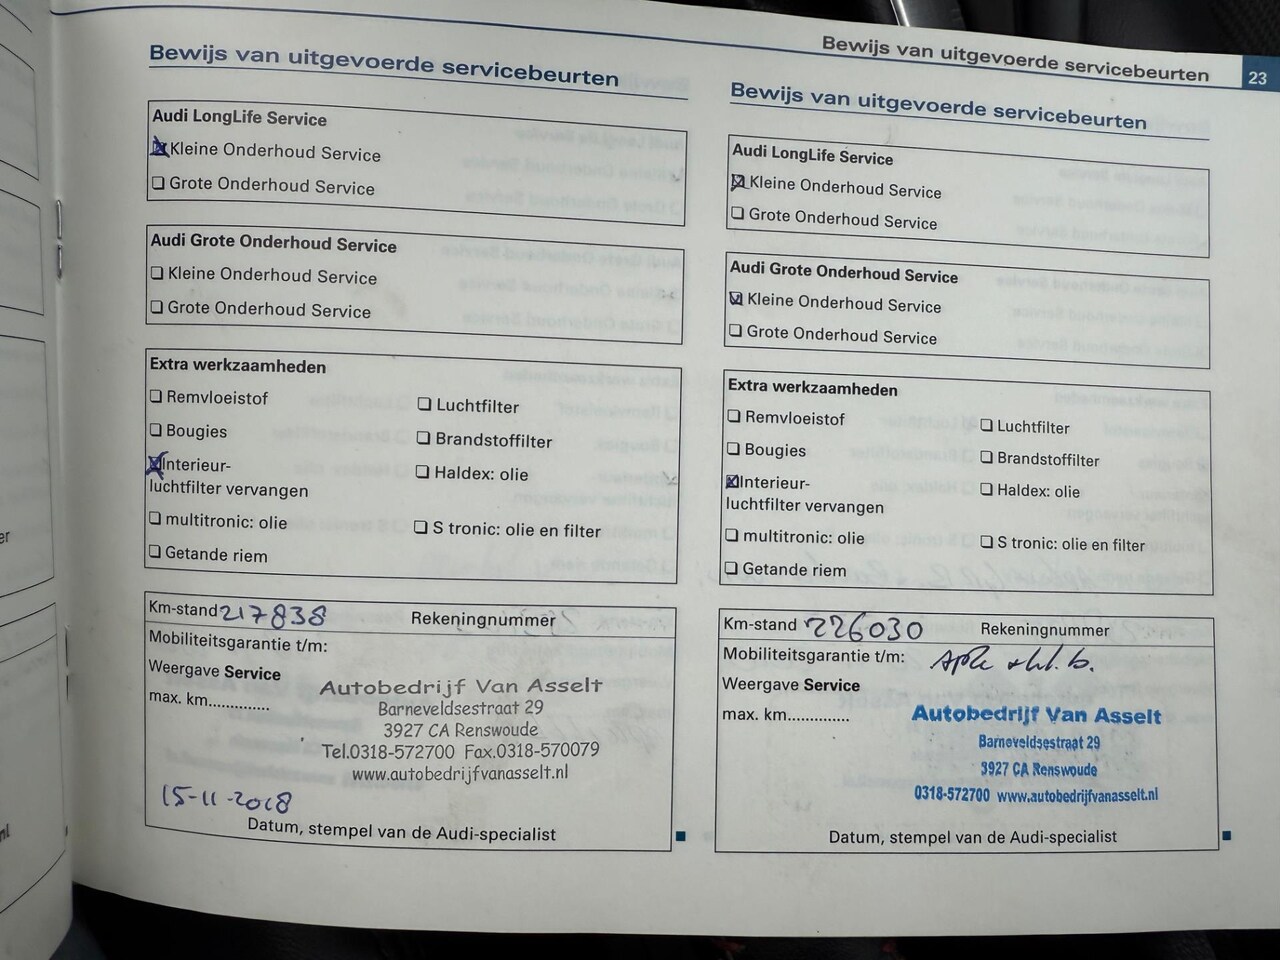 Bewijs van uitgevoerde servicebeurten 23
Bewijs van uitgevoerde servicebeurten
Audi LongLife Service
Kleine Onderhoud Service
Grote Onderhoud Service
Audi Grote Onderhoud Service
Kleine Onderhoud Service
Grote Onderhoud Service
Extra werkzaamheden
Remvloeistof
Luchtfilter
Bougies
Brandstoffilter
Interieur-
luchtfilter vervangen
Haldex: olie
multitronic: olie
S tronic: olie en filter
Getande riem
Km-stand 217838 Rekeningnummer
Mobiliteitsgarantie t/m:
Weergave Service
max. km..............
Autobedrijf Van Asselt
Barneveldsestraat 29
3927 CA Renswoude
Tel.0318-572700 Fax.0318-570079
www.autobedrijfvanasselt.nl
15-11-2018
Datum, stempel van de Audi-specialist
Bewijs van uitgevoerde servicebeurten
Audi LongLife Service
Kleine Onderhoud Service
Grote Onderhoud Service
Audi Grote Onderhoud Service
Kleine Onderhoud Service
Grote Onderhoud Service
Extra werkzaamheden
Remvloeistof
Luchtfilter
Bougies
Brandstoffilter
Interieur-
luchtfilter vervangen
Haldex: olie
multitronic: olie
S tronic: olie en filter
Getande riem
Km-stand 226030 Rekeningnummer
Mobiliteitsgarantie t/m:
Weergave Service
max. km..............
Autobedrijf Van Asselt
Barneveldsestraat 29
3927 CA Renswoude
0318-572700 www.autobedrijfvanasselt.nl
Datum, stempel van de Audi-specialist